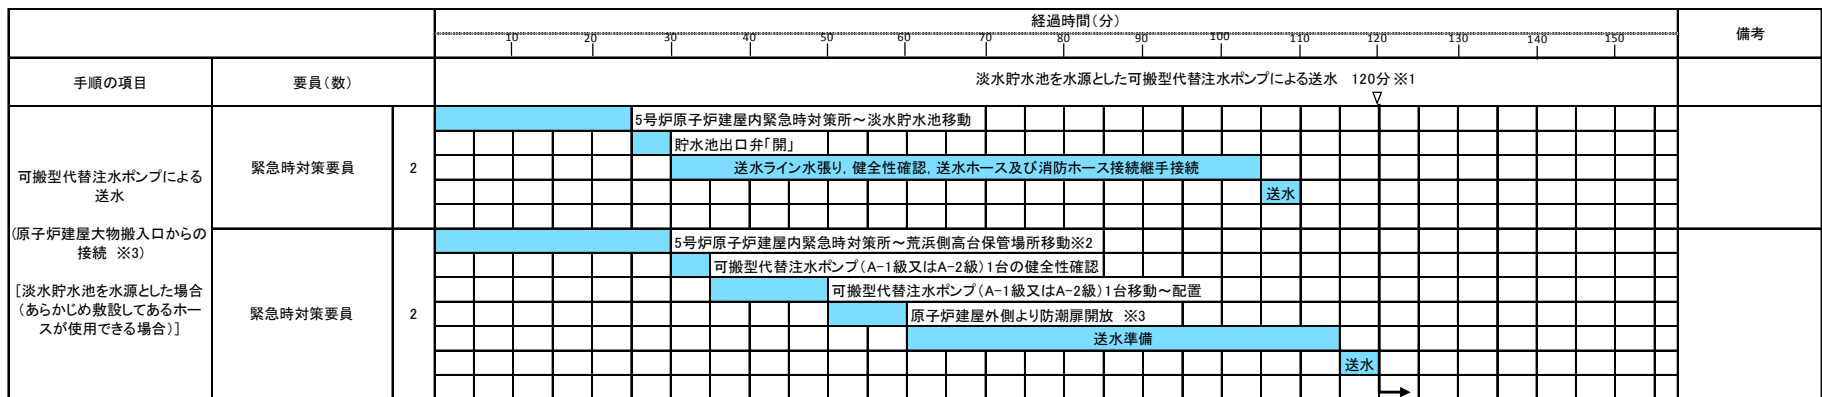 経過時間（分）
備考
10 20 30 40 50 60 70 80 90 100 110 120 130 140 150
手順の項目
要員（数）
淡水貯水池を水源とした可搬型代替注水ポンプによる送水 120分 ※1
▽
可搬型代替注水ポンプによる
送水
(原子炉建屋大物搬入口からの
接続 ※3)
[淡水貯水池を水源とした場合
（あらかじめ敷設してあるホー
スが使用できる場合）]
緊急時対策要員
2
5号炉原子炉建屋内緊急時対策所～淡水貯水池移動
貯水池出口弁「開」
送水ライン水張り，健全性確認，送水ホース及び消防ホース接続継手接続
送水
緊急時対策要員
2
5号炉原子炉建屋内緊急時対策所～荒浜側高台保管場所移動※2
可搬型代替注水ポンプ（A-1級又はA-2級）1台の健全性確認
可搬型代替注水ポンプ（A-1級又はA-2級）1台移動～配置
原子炉建屋外側より防潮扉開放 ※3
送水準備
送水